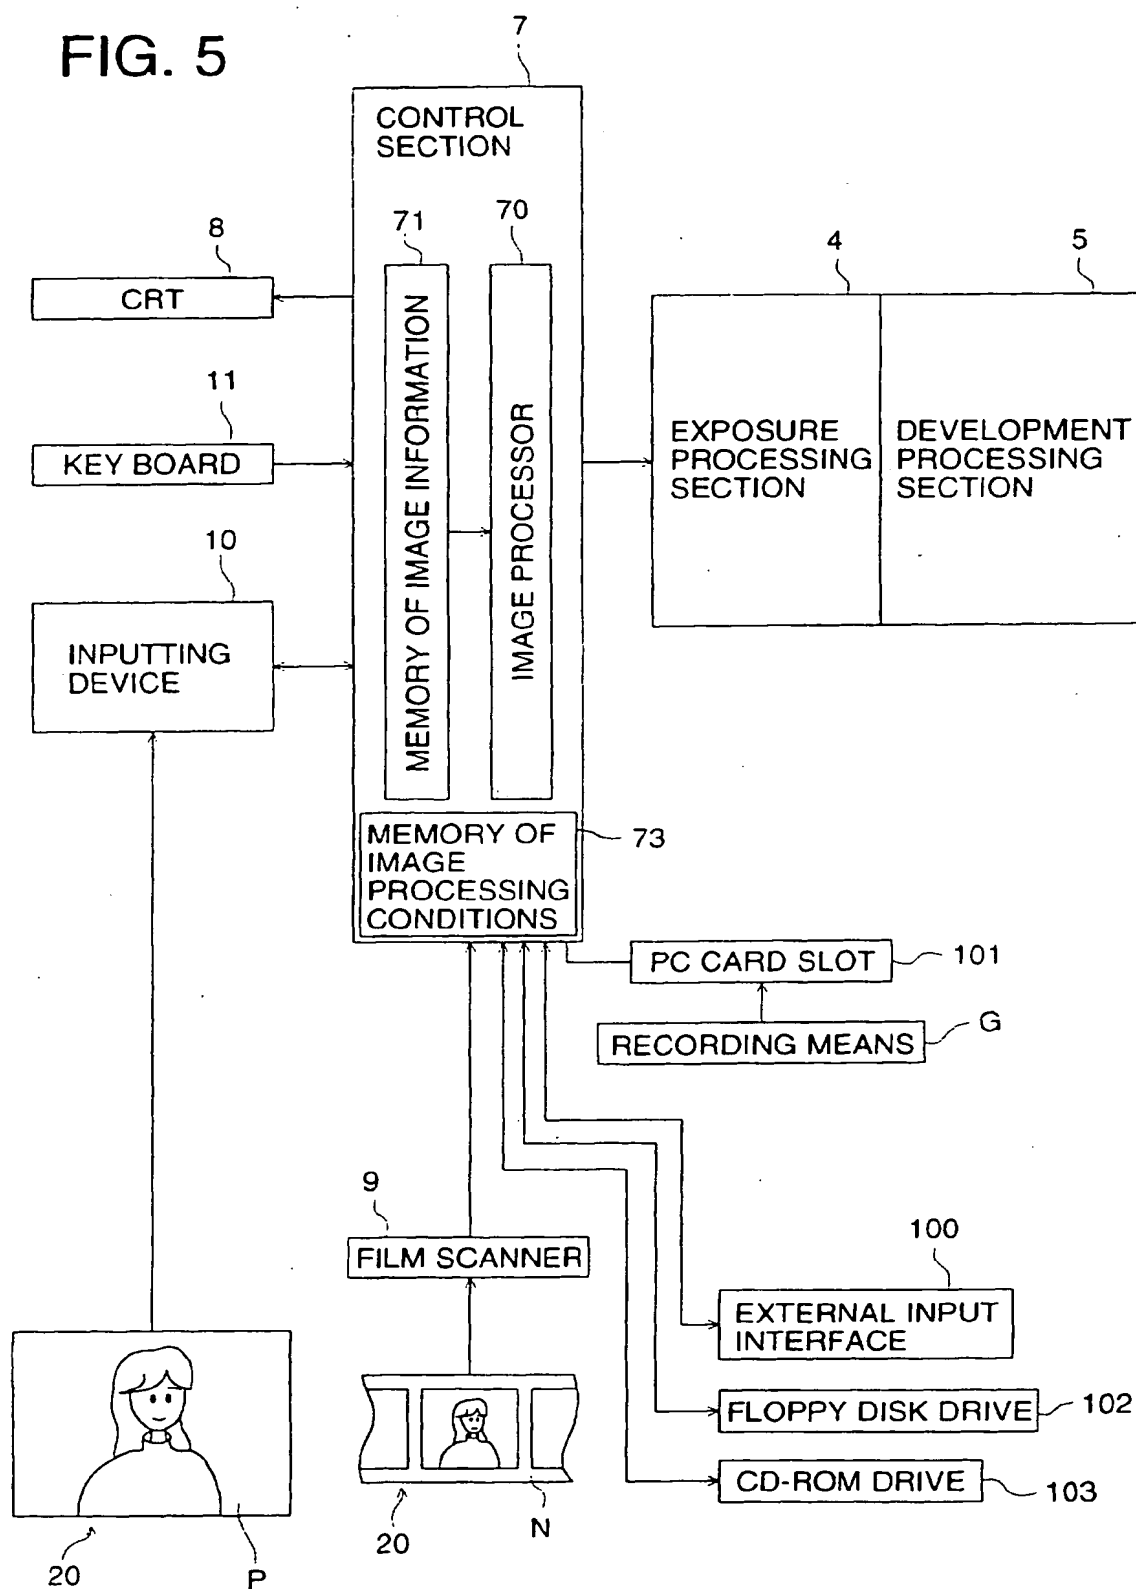 FIG. 5
7
CONTROL
SECTION
71
70
MEMORY OF IMAGE INFORMATION
IMAGE PROCESSOR
8
CRT
11
KEY BOARD
10
INPUTTING
DEVICE
4
5
EXPOSURE
PROCESSING
SECTION
DEVELOPMENT
PROCESSING
SECTION
MEMORY OF
IMAGE
PROCESSING
CONDITIONS
73
PC CARD SLOT
101
RECORDING MEANS
G
9
FILM SCANNER
100
EXTERNAL INPUT
INTERFACE
FLOPPY DISK DRIVE
102
CD-ROM DRIVE
103
20
P
20
N